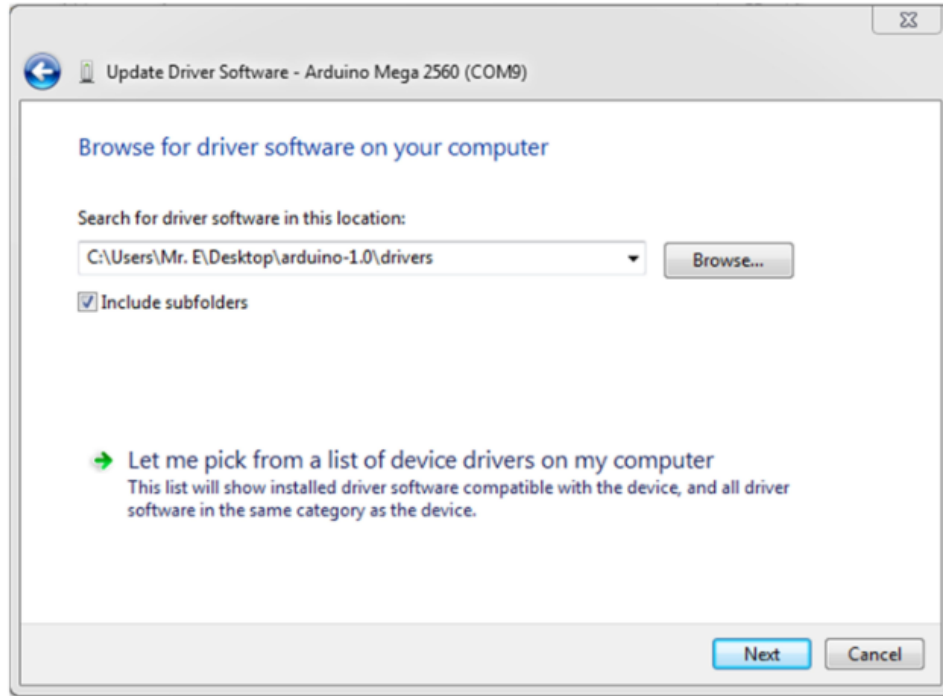 Update Driver Software - Arduino Mega 2560 (COM9)
Browse for driver software on your computer
Search for driver software in this location:
C:\Users\Mr. E\Desktop\arduino-1.0\drivers
Browse...
Include subfolders
Let me pick from a list of device drivers on my computer
This list will show installed driver software compatible with the device, and all driver
software in the same category as the device.
Next
Cancel